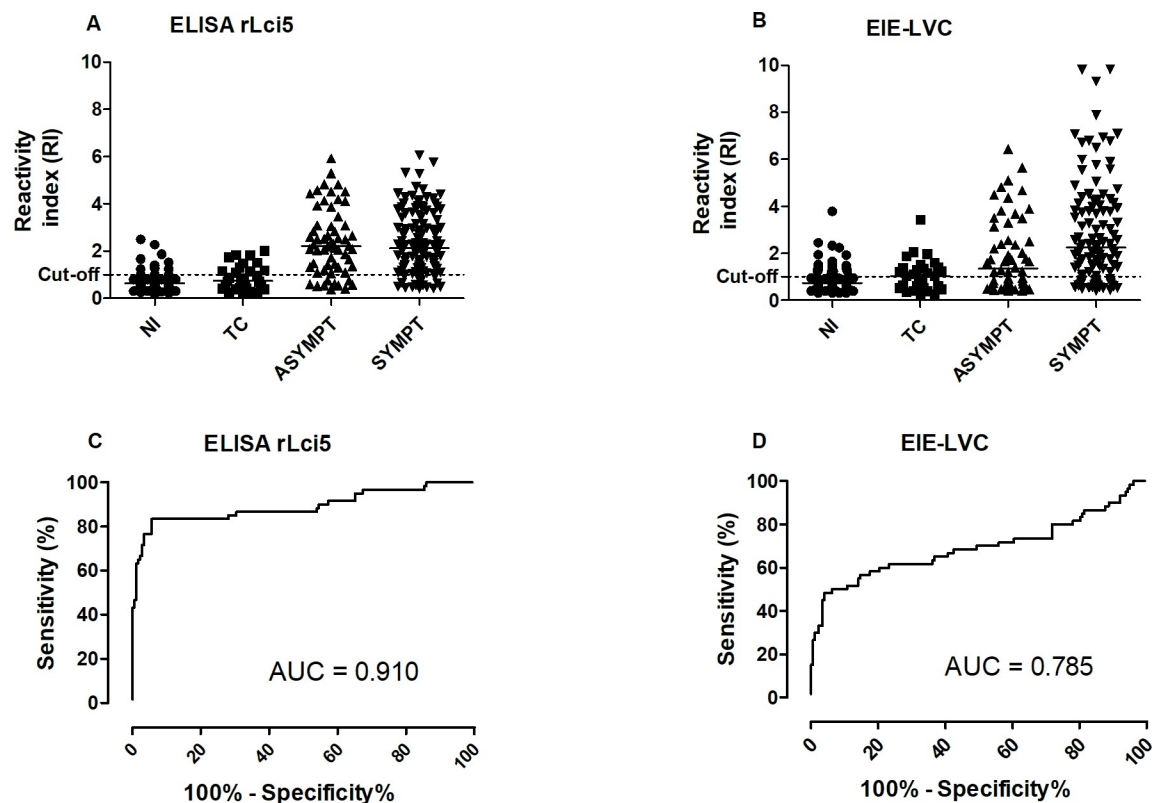 A
ELISA rLci5
10
8
6
4
2
0
Reactivity
index (RI)
Cut-off
NI
TC
ASYMPT
SYMPT
B
EIE-LVC
10
8
6
4
2
0
Reactivity
index (RI)
Cut-off
NI
TC
ASYMPT
SYMPT
C
ELISA rLci5
100
80
60
40
20
0
Sensitivity (%)
AUC = 0.910
0
20
40
60
80
100
100% - Specificity%
D
EIE-LVC
100
80
60
40
20
0
Sensitivity (%)
AUC = 0.785
0
20
40
60
80
100
100% - Specificity%